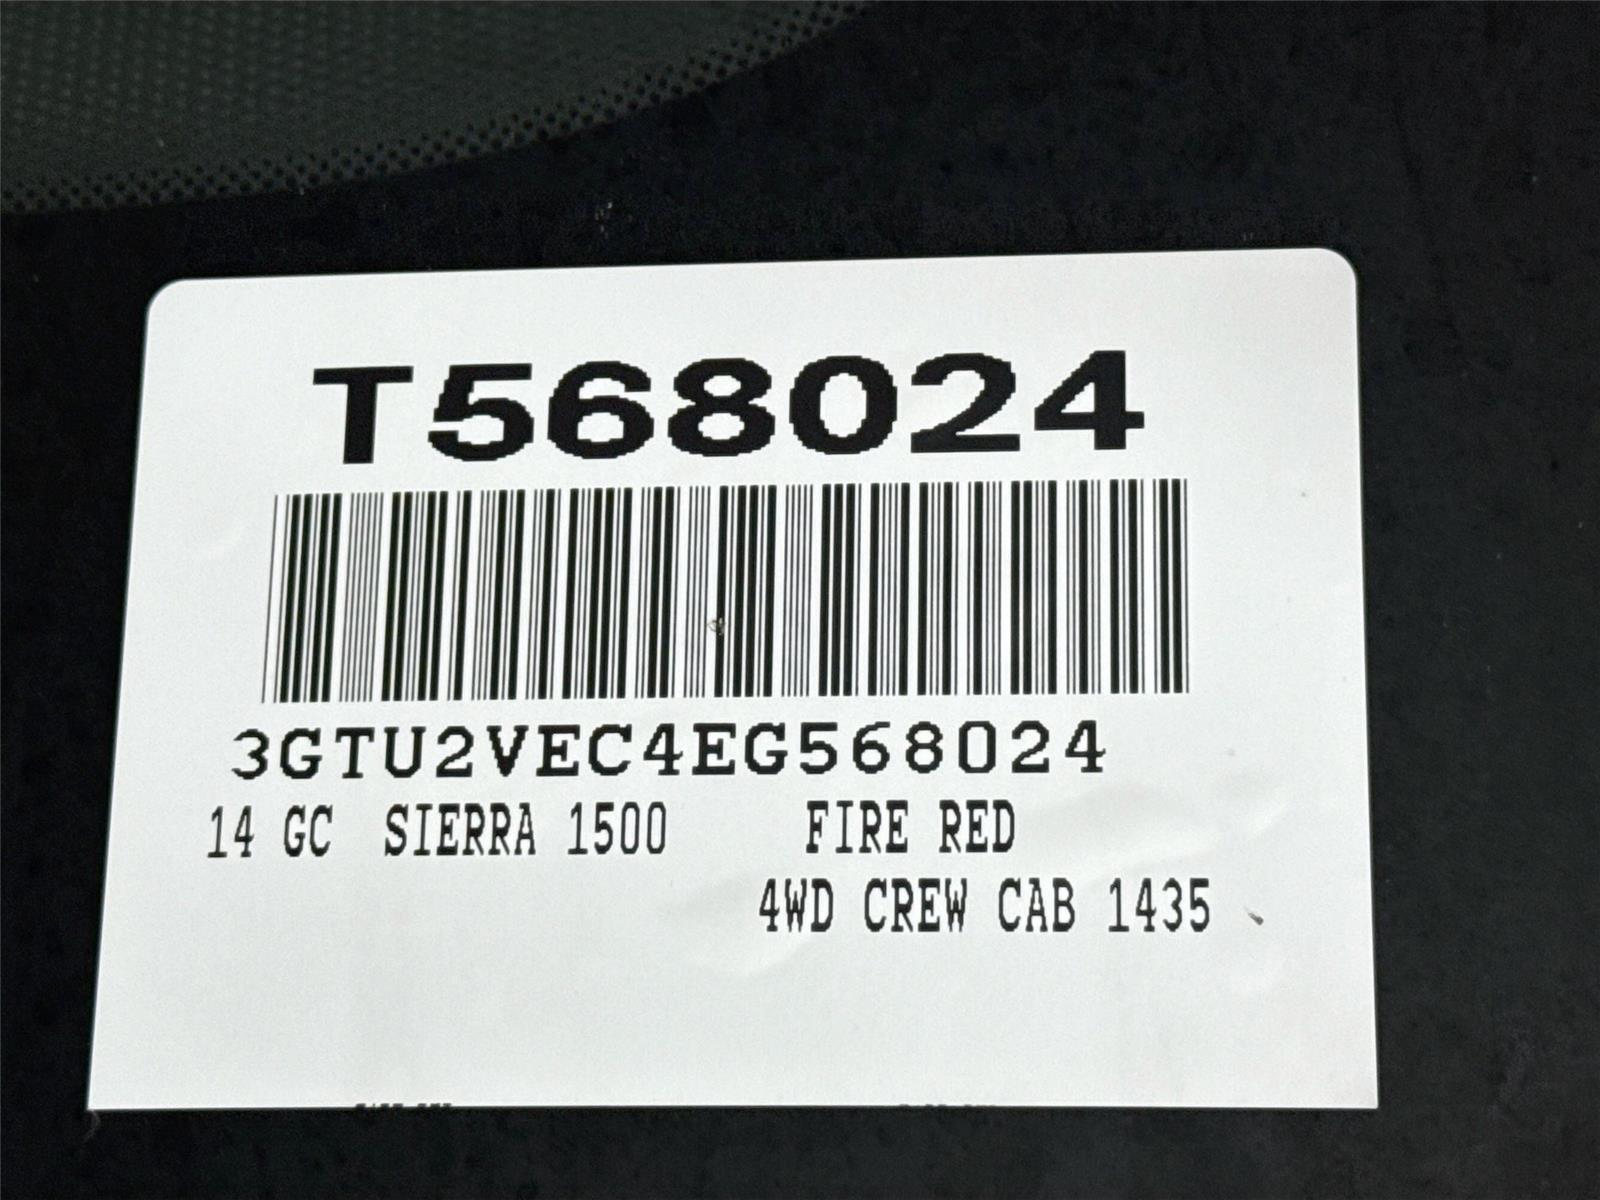 T568024
3GTU2VEC4EG568024
14 GC SIERRA 1500 FIRE RED
4WD CREW CAB 1435